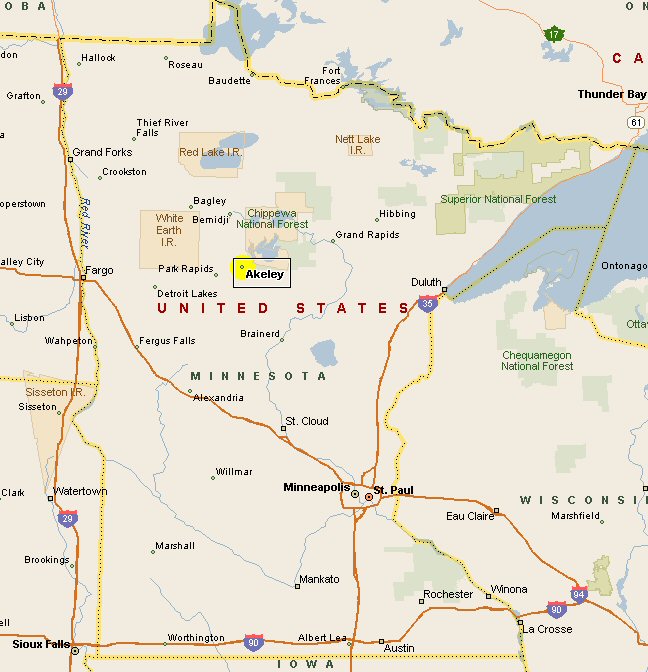 OBA
ON
17
CA
don
Hallock
Roseau
Baudette
Fort
Frances
Thunder Bay
29
Grafton
61
Thief River
Falls
Nett Lake
I.R.
Red Lake I.R.
Grand Forks
Crookston
Red River
operstown
Bagley
Bemidji
White
Earth
I.R.
Chippewa
National Forest
Hibbing
Grand Rapids
Superior National Forest
alley City
Fargo
Park Rapids
Akeley
Detroit Lakes
Duluth
Ontonago
UNITED STATES
35
Lisbon
Wahpeton
Fergus Falls
Brainerd
Ottaw
Chequamegon
National Forest
MINNESOTA
Sisseton I.R.
Sisseton
Alexandria
St. Cloud
Willmar
Minneapolis
St. Paul
Clark
Watertown
WISCONSI
29
Eau Claire
Marshfield
Marshall
Brookings
Mankato
Rochester
Winona
94
90
ell
La Crosse
Sioux Falls
Worthington
90
Albert Lea
Austin
IOWA